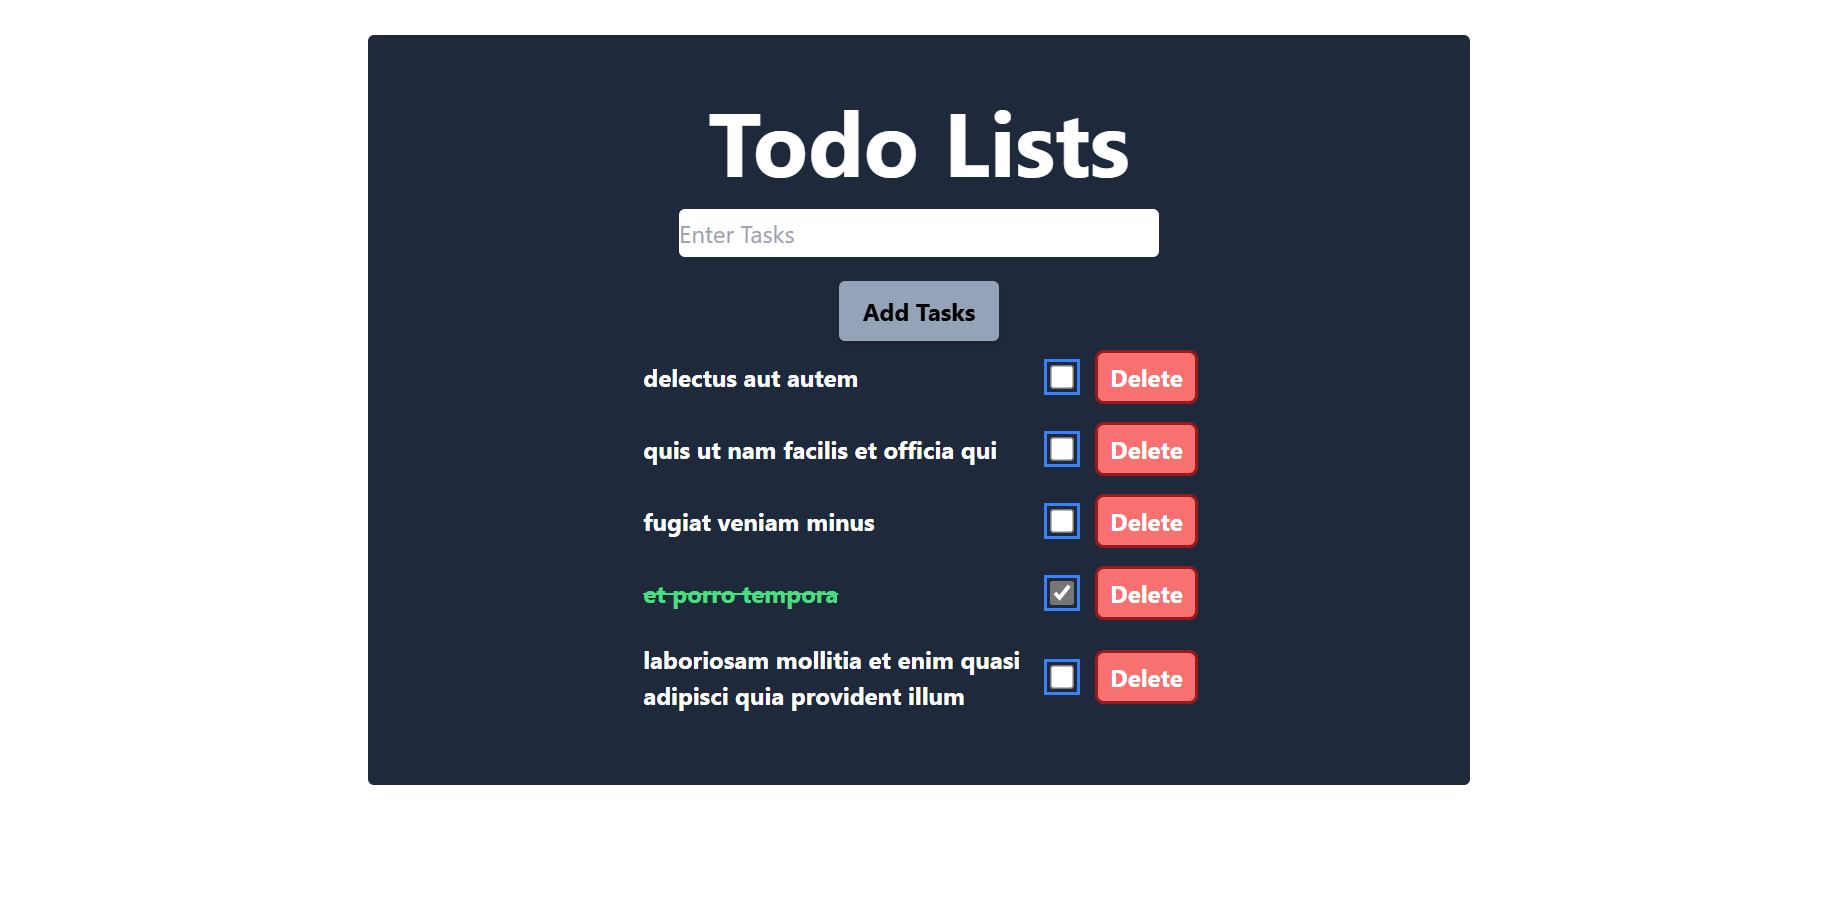 Todo Lists
Enter Tasks
Add Tasks
delectus aut autem
Delete
quis ut nam facilis et officia qui
Delete
fugiat veniam minus
Delete
et porro tempora
Delete
laboriosam mollitia et enim quasi
adipisci quia provident illum
Delete